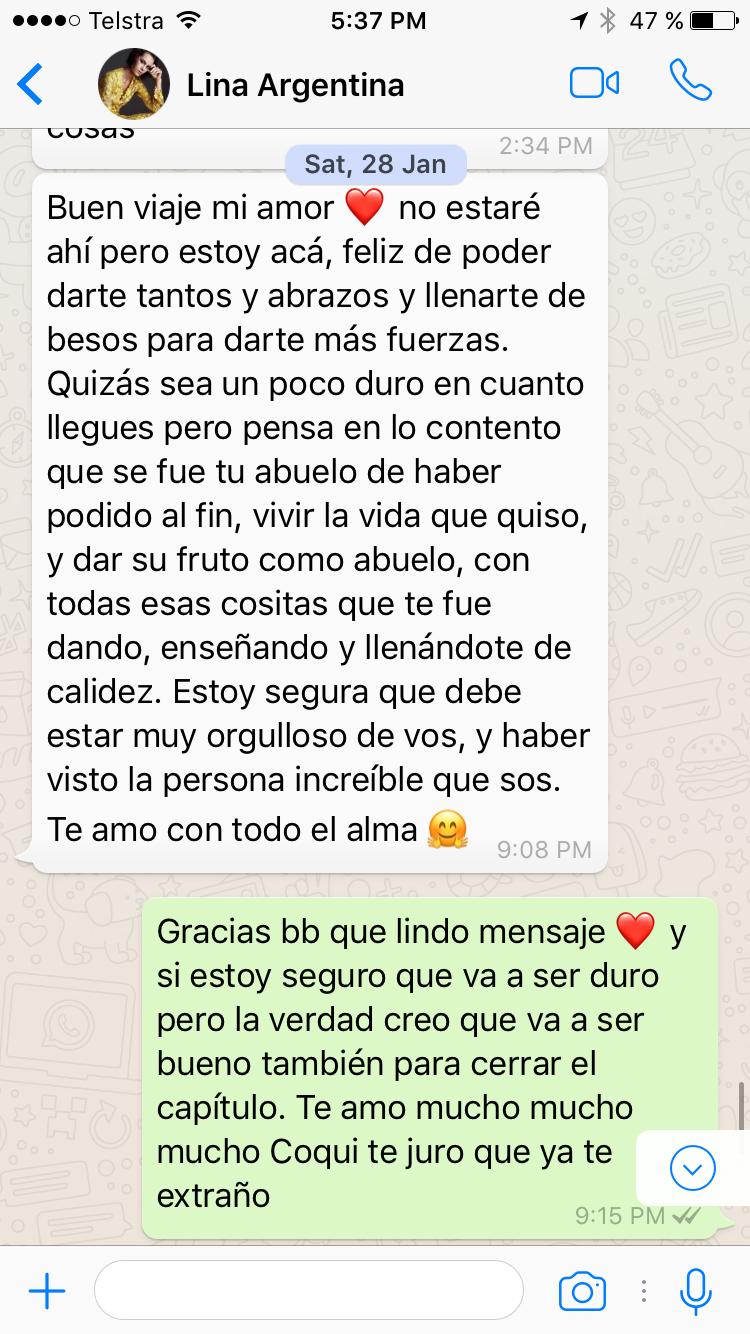 Telstra 5:37 PM 47 %
Lina Argentina
cosas
2:34 PM
Sat, 28 Jan
Buen viaje mi amor ❤️ no estaré
ahí pero estoy acá, feliz de poder
darte tantos y abrazos y llenarte de
besos para darte más fuerzas.
Quizás sea un poco duro en cuanto
llegues pero pensa en lo contento
que se fue tu abuelo de haber
podido al fin, vivir la vida que quiso,
y dar su fruto como abuelo, con
todas esas cositas que te fue
dando, enseñando y llenándote de
calidez. Estoy segura que debe
estar muy orgulloso de vos, y haber
visto la persona increíble que sos.
Te amo con todo el alma 🤗
9:08 PM
Gracias bb que lindo mensaje ❤️ y
si estoy seguro que va a ser duro
pero la verdad creo que va a ser
bueno también para cerrar el
capítulo. Te amo mucho mucho
mucho Coqui te juro que ya te
extraño
9:15 PM